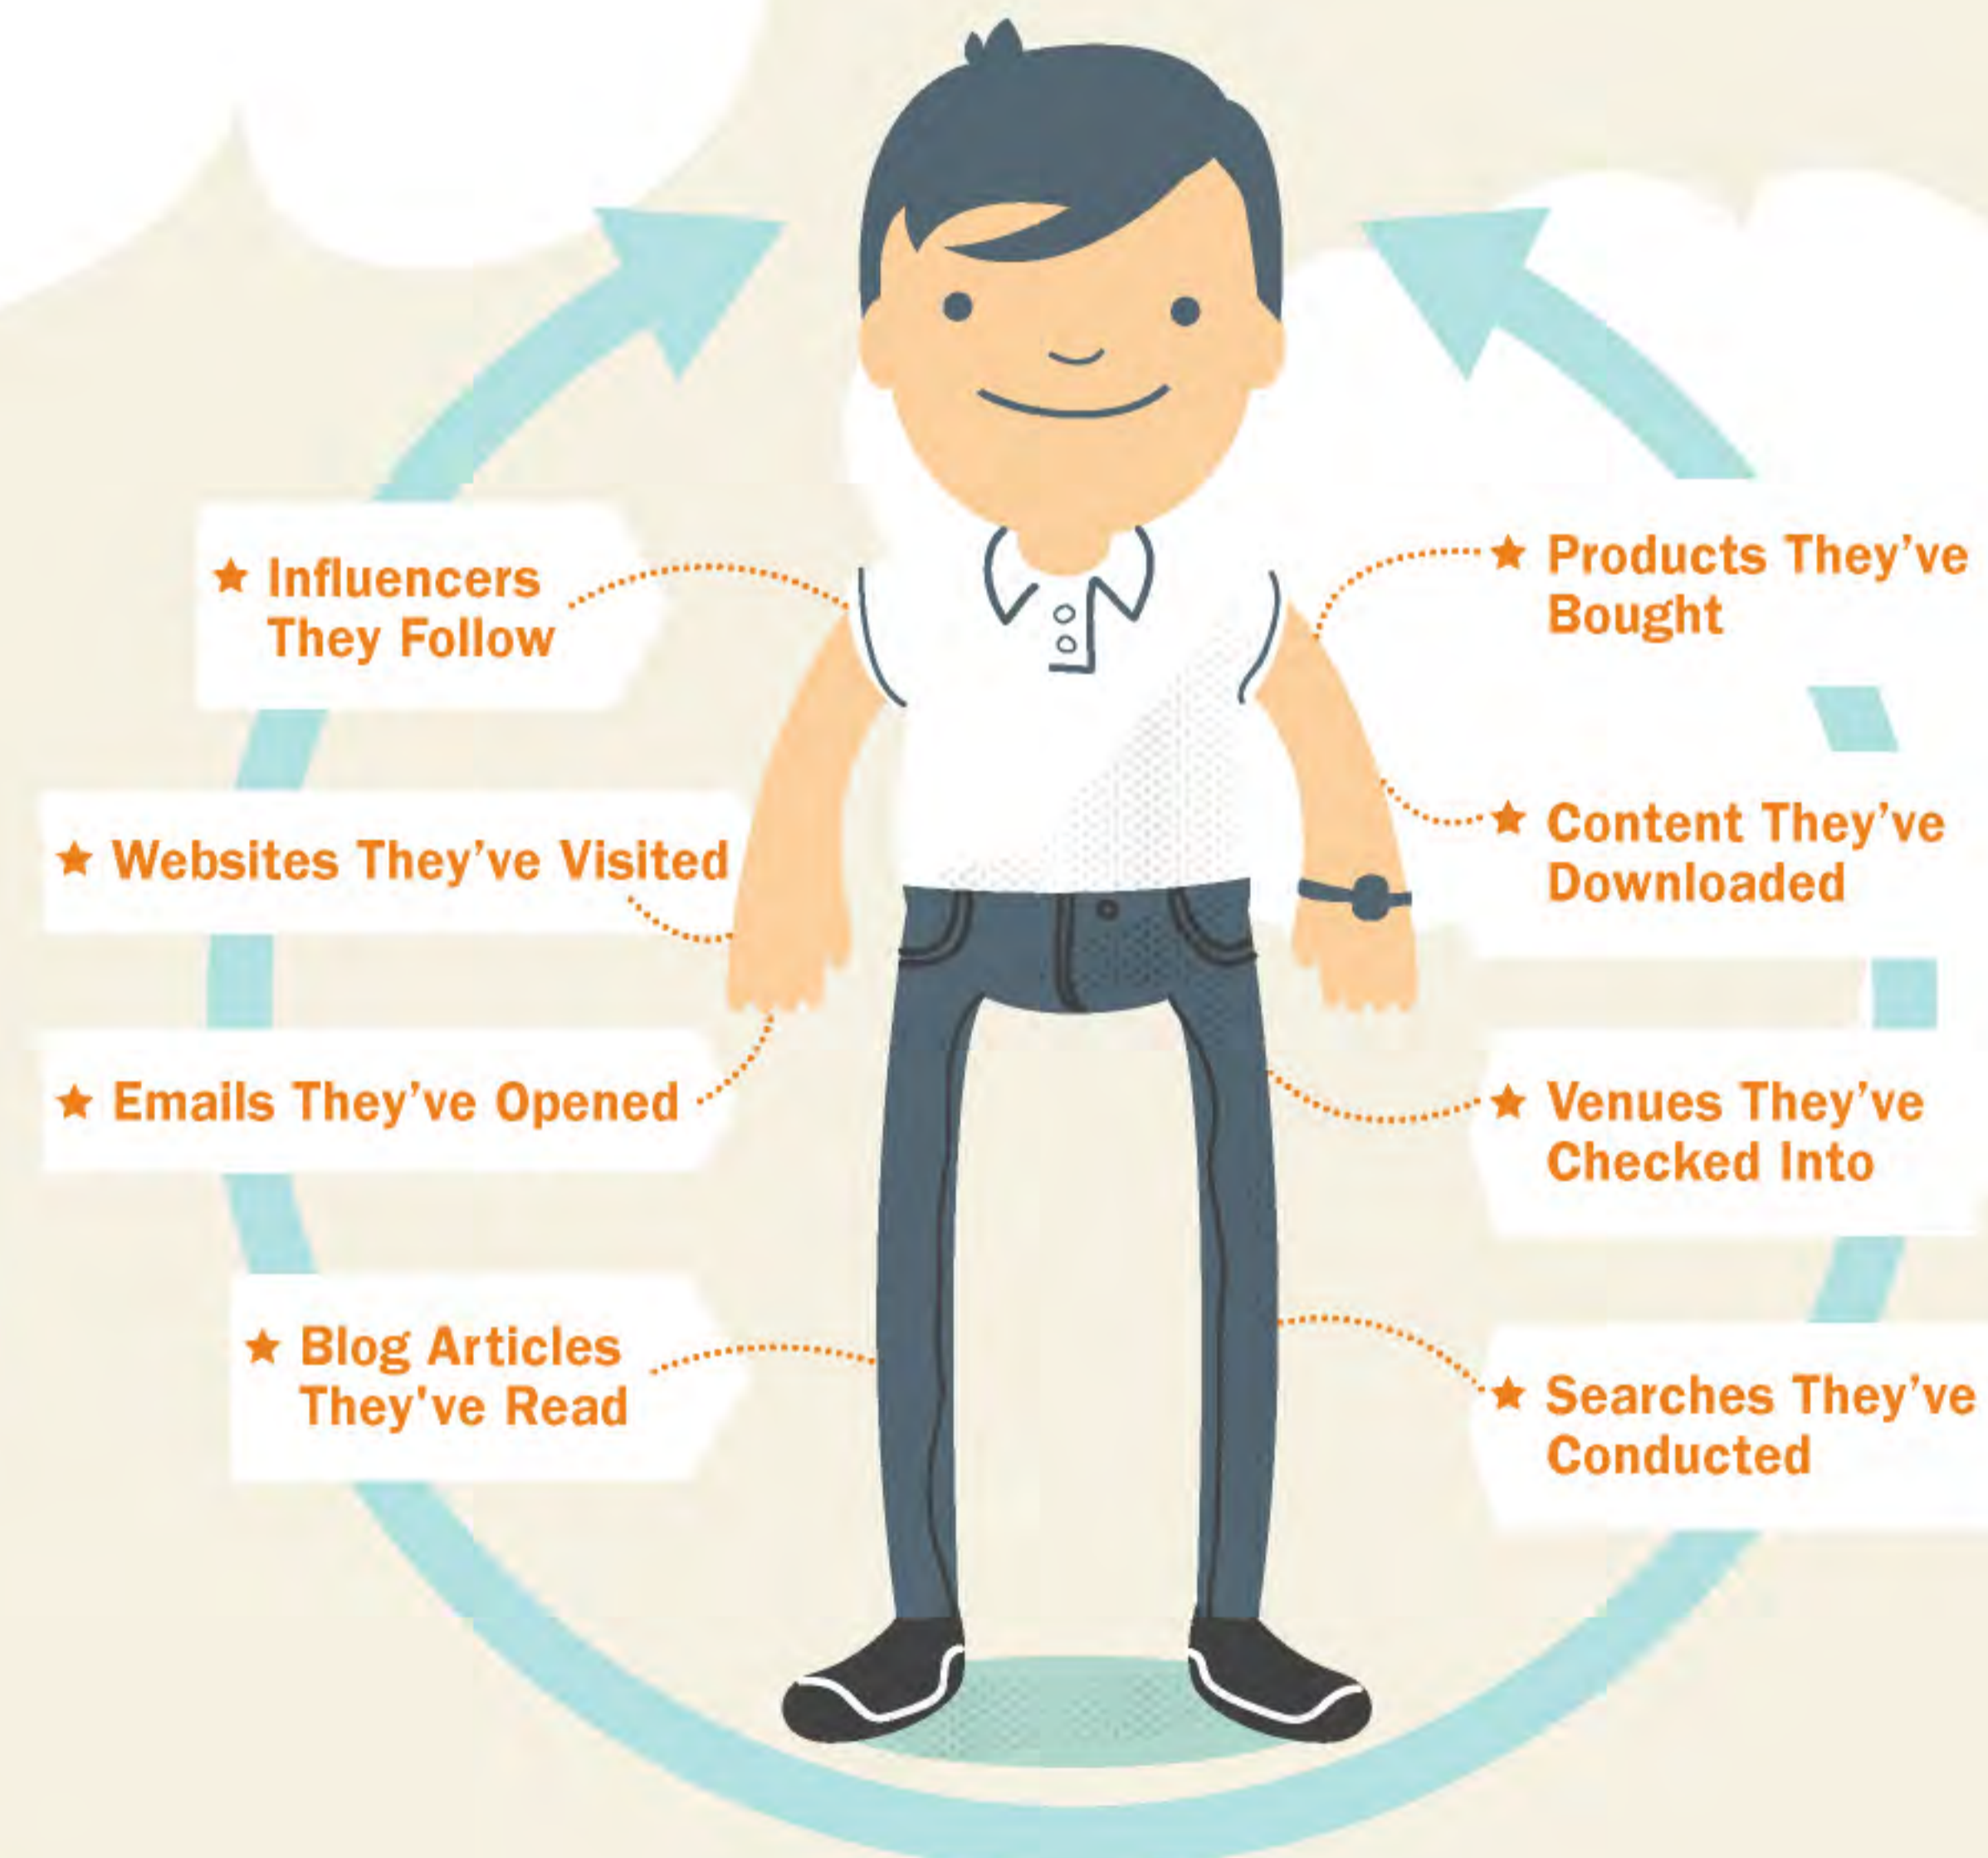 Influencers
They Follow
Websites They’ve Visited
Emails They’ve Opened
Blog Articles
They've Read
Products They’ve
Bought
Content They’ve
Downloaded
Venues They’ve
Checked Into
Searches They’ve
Conducted